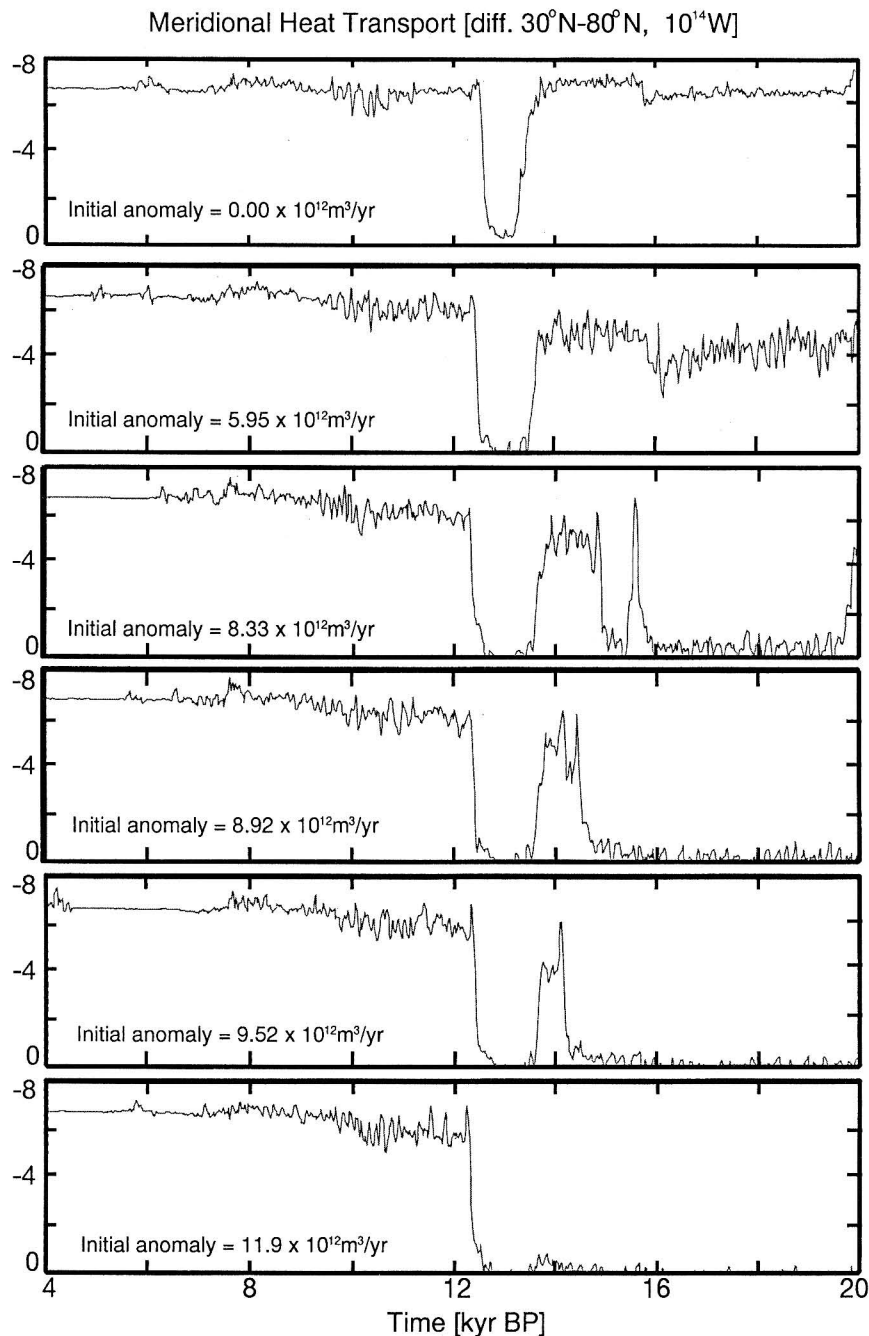 Meridional Heat Transport [diff. 30°N-80°N, 10¹⁴W]
-8
-4
0
Initial anomaly = 0.00 x 10¹²m³/yr
-8
-4
0
Initial anomaly = 5.95 x 10¹²m³/yr
-8
-4
0
Initial anomaly = 8.33 x 10¹²m³/yr
-8
-4
0
Initial anomaly = 8.92 x 10¹²m³/yr
-8
-4
0
Initial anomaly = 9.52 x 10¹²m³/yr
-8
-4
0
Initial anomaly = 11.9 x 10¹²m³/yr
4 8 12 16 20
Time [kyr BP]